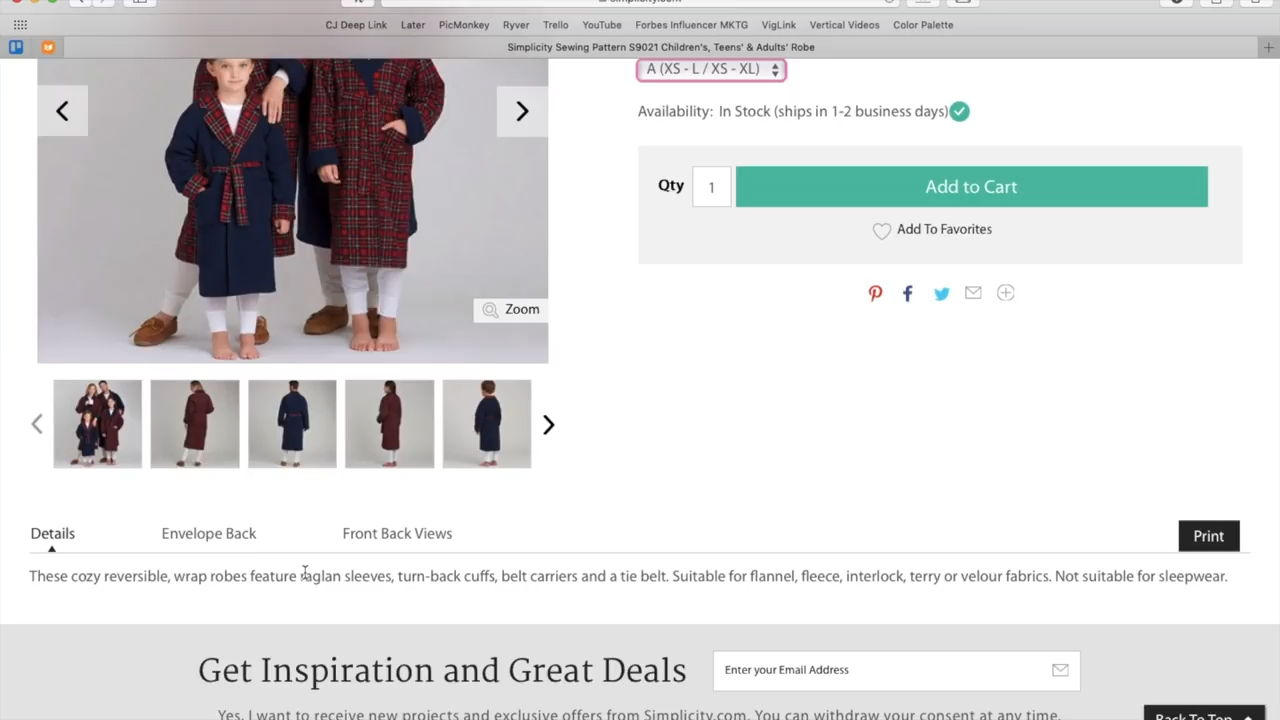 simplicity.com
CJ Deep Link Later PicMonkey Ryver Trello YouTube Forbes Influencer MKTG VigLink Vertical Videos Color Palette
Simplicity Sewing Pattern S9021 Children's, Teens' & Adults' Robe
A (XS - L / XS - XL)
Availability: In Stock (ships in 1-2 business days)
Qty 1 Add to Cart
Add To Favorites
Zoom
Details Envelope Back Front Back Views Print
These cozy reversible, wrap robes feature raglan sleeves, turn-back cuffs, belt carriers and a tie belt. Suitable for flannel, fleece, interlock, terry or velour fabrics. Not suitable for sleepwear.
Get Inspiration and Great Deals
Enter your Email Address
Yes, I want to receive new projects and exclusive offers from Simplicity.com. You can withdraw your consent at any time.
Back To Top